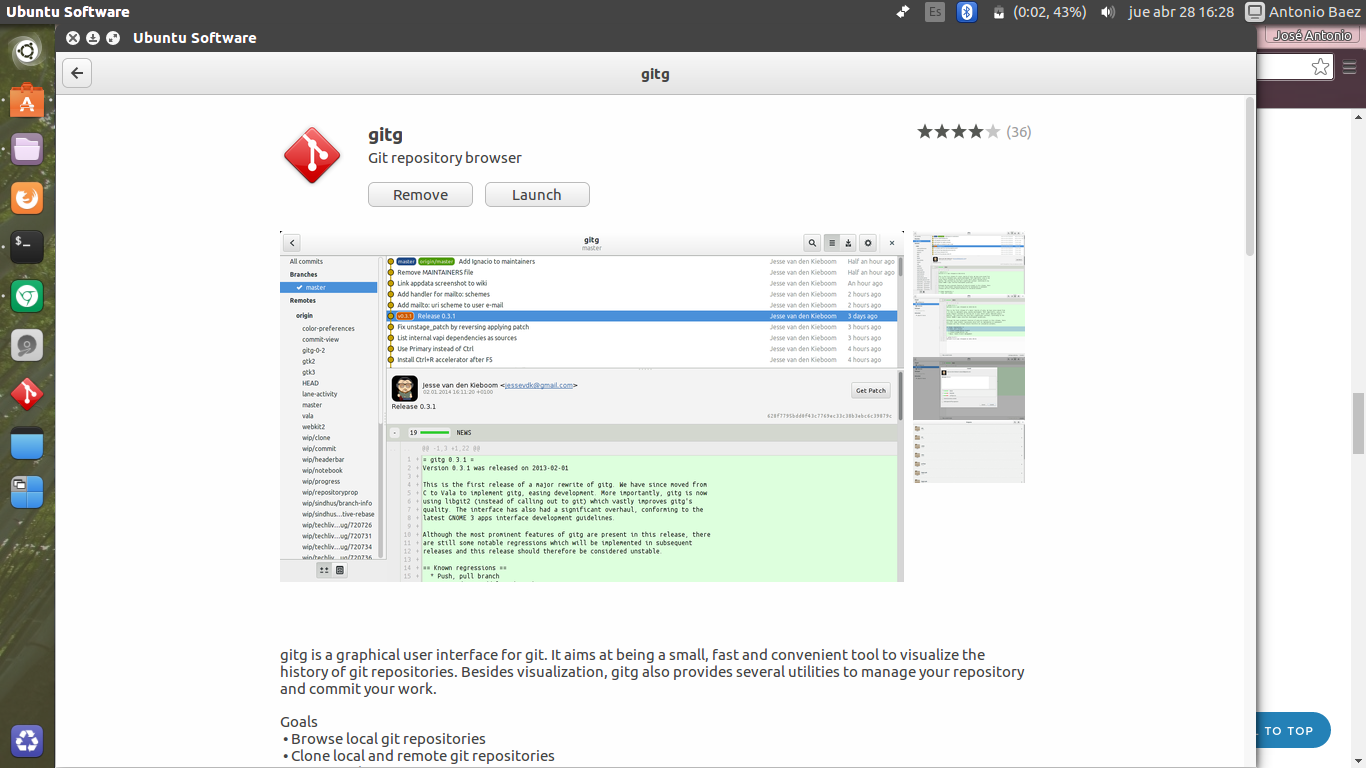 Ubuntu Software
Es
(0:02, 43%)
jue abr 28 16:28
Antonio Baez
Ubuntu Software
José Antonio
gitg
gitg
(36)
Git repository browser
Remove
Launch
gitg
master
All commits
Branches
master
Remotes
origin
color-preferences
commit-view
gitg-0-2
gtk2
gtk3
HEAD
lane-activity
master
vala
webkit2
wip/clone
wip/commit
wip/headerbar
wip/notebook
wip/progress
wip/repositoryprop
wip/sindhus/branch-info
wip/sindhus...tive-rebase
wip/techliv...ug/720726
wip/techliv...ug/720731
wip/techliv...ug/720734
wip/techliv...ug/720736
master origin/master Add Ignacio to maintainers Jesse van den Kieboom Half an hour ago
Remove MAINTAINERS file Jesse van den Kieboom Half an hour ago
Link appdata screenshot to wiki Jesse van den Kieboom An hour ago
Add handler for mailto: schemes Jesse van den Kieboom 2 hours ago
Add mailto: uri scheme to user e-mail Jesse van den Kieboom 2 hours ago
v0.3.1 Release 0.3.1 Jesse van den Kieboom 3 days ago
Fix unstage_patch by reversing applying patch Jesse van den Kieboom 3 hours ago
List internal vapi dependencies as sources Jesse van den Kieboom 3 hours ago
Use Primary instead of Ctrl Jesse van den Kieboom 4 hours ago
Install Ctrl+R accelerator after F5 Jesse van den Kieboom 4 hours ago
Jesse van den Kieboom <jessevdk@gmail.com>
02.01.2014 16:11:20 +0100
Get Patch
Release 0.3.1
19 NEWS
@@ -1,3 +1,22 @@
1 + = gitg 0.3.1 =
2 + Version 0.3.1 was released on 2013-02-01
3 +
4 + This is the first release of a major rewrite of gitg. We have since moved from
5 + C to Vala to implement gitg, easing development. More importantly, gitg is now
6 + using libgit2 (instead of calling out to git) which vastly improves gitg's
7 + quality. The interface has also had a significant overhaul, conforming to the
8 + latest GNOME 3 apps interface development guidelines.
9 +
10 + Although the most prominent features of gitg are present in this release, there
11 + are still some notable regressions which will be implemented in subsequent
12 + releases and this release should therefore be considered unstable.
13 +
14 + == Known regressions ==
15 + * Push, pull branch
gitg is a graphical user interface for git. It aims at being a small, fast and convenient tool to visualize the
history of git repositories. Besides visualization, gitg also provides several utilities to manage your repository
and commit your work.
Goals
• Browse local git repositories
• Clone local and remote git repositories
TO TOP